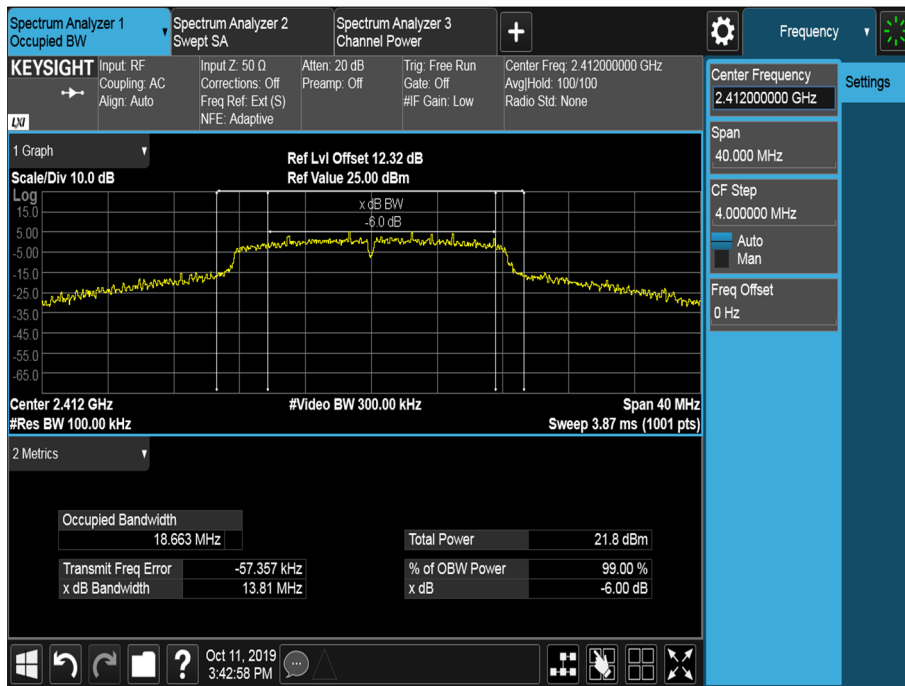 Spectrum Analyzer 1
Occupied BW
Spectrum Analyzer 2
Swept SA
Spectrum Analyzer 3
Channel Power
+
Frequency
KEYSIGHT
LXI
Input: RF
Coupling: AC
Align: Auto
Input Z: 50 Ω
Corrections: Off
Freq Ref: Ext (S)
NFE: Adaptive
Atten: 20 dB
Preamp: Off
Trig: Free Run
Gate: Off
#IF Gain: Low
Center Freq: 2.412000000 GHz
Avg|Hold: 100/100
Radio Std: None
Center Frequency
2.412000000 GHz
Settings
Span
40.000 MHz
CF Step
4.000000 MHz
Auto
Man
Freq Offset
0 Hz
1 Graph
Scale/Div 10.0 dB
Ref Lvl Offset 12.32 dB
Ref Value 25.00 dBm
Log
15.0
5.00
-5.00
-15.0
-25.0
-35.0
-45.0
-55.0
-65.0
x dB BW
-6.0 dB
Center 2.412 GHz
#Video BW 300.00 kHz
Span 40 MHz
#Res BW 100.00 kHz
Sweep 3.87 ms (1001 pts)
2 Metrics
Occupied Bandwidth
18.663 MHz
Total Power 21.8 dBm
Transmit Freq Error -57.357 kHz
% of OBW Power 99.00 %
x dB Bandwidth 13.81 MHz
x dB -6.00 dB
?
Oct 11, 2019
3:42:58 PM